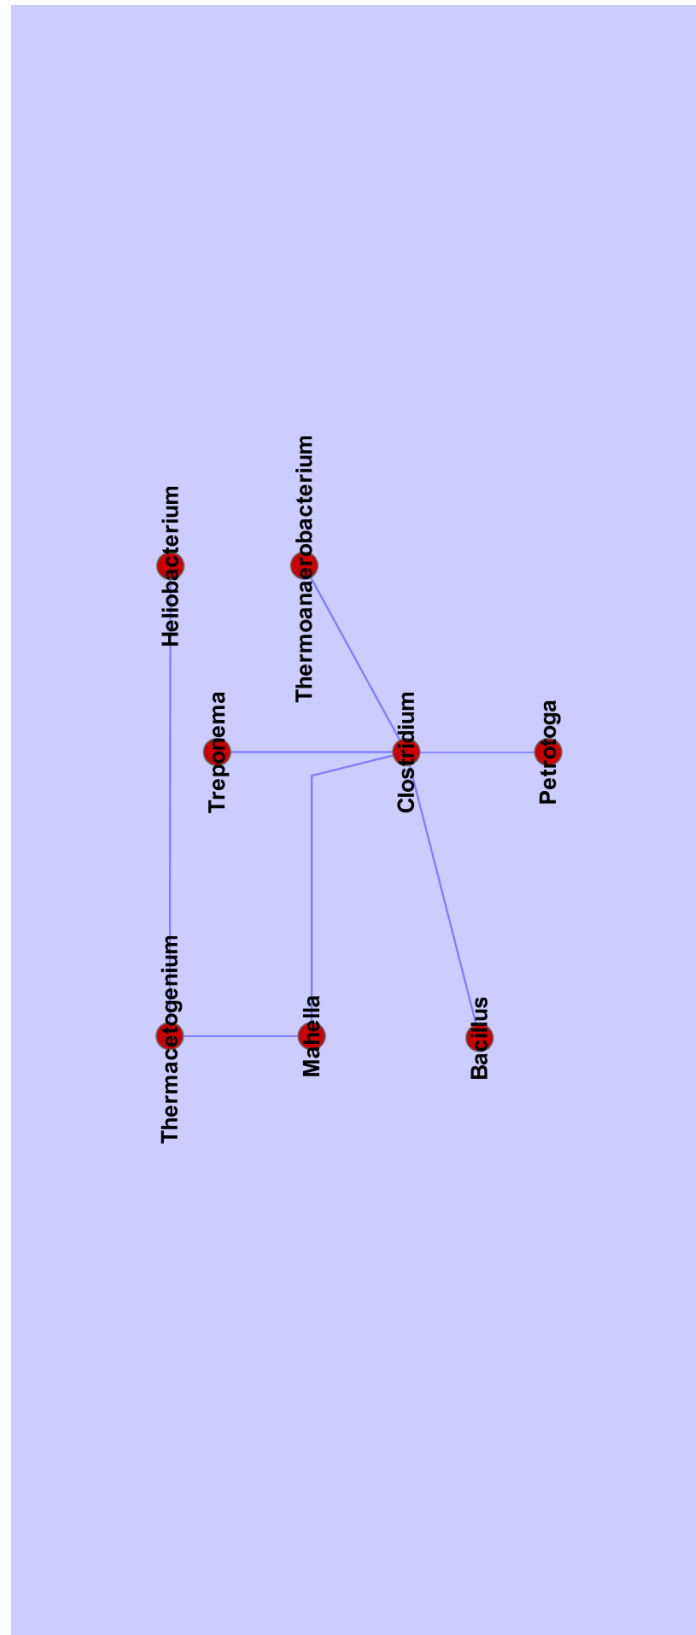 Heliobacterium
Thermoanaerobacterium
Treponema
Clostridium
Petrotoga
Thermacetogenium
Mahella
Bacillus